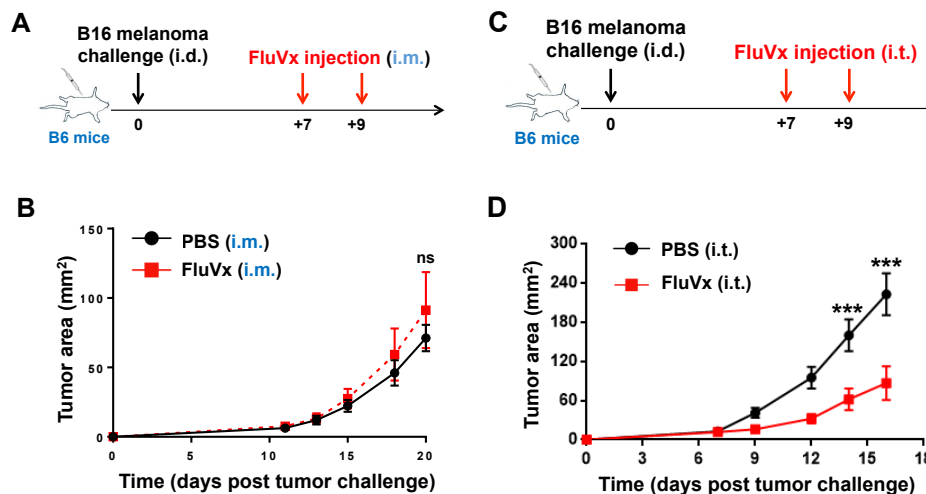 A
B16 melanoma
challenge (i.d.)
FluVx injection (i.m.)
0
+7
+9
B6 mice
C
B16 melanoma
challenge (i.d.)
FluVx injection (i.t.)
0
+7
+9
B6 mice
B
PBS (i.m.)
FluVx (i.m.)
ns
Tumor area (mm²)
150
100
50
0
0
5
10
15
20
Time (days post tumor challenge)
D
PBS (i.t.)
FluVx (i.t.)
***
***
Tumor area (mm²)
300
240
180
120
60
0
0
3
6
9
12
15
18
Time (days post tumor challenge)